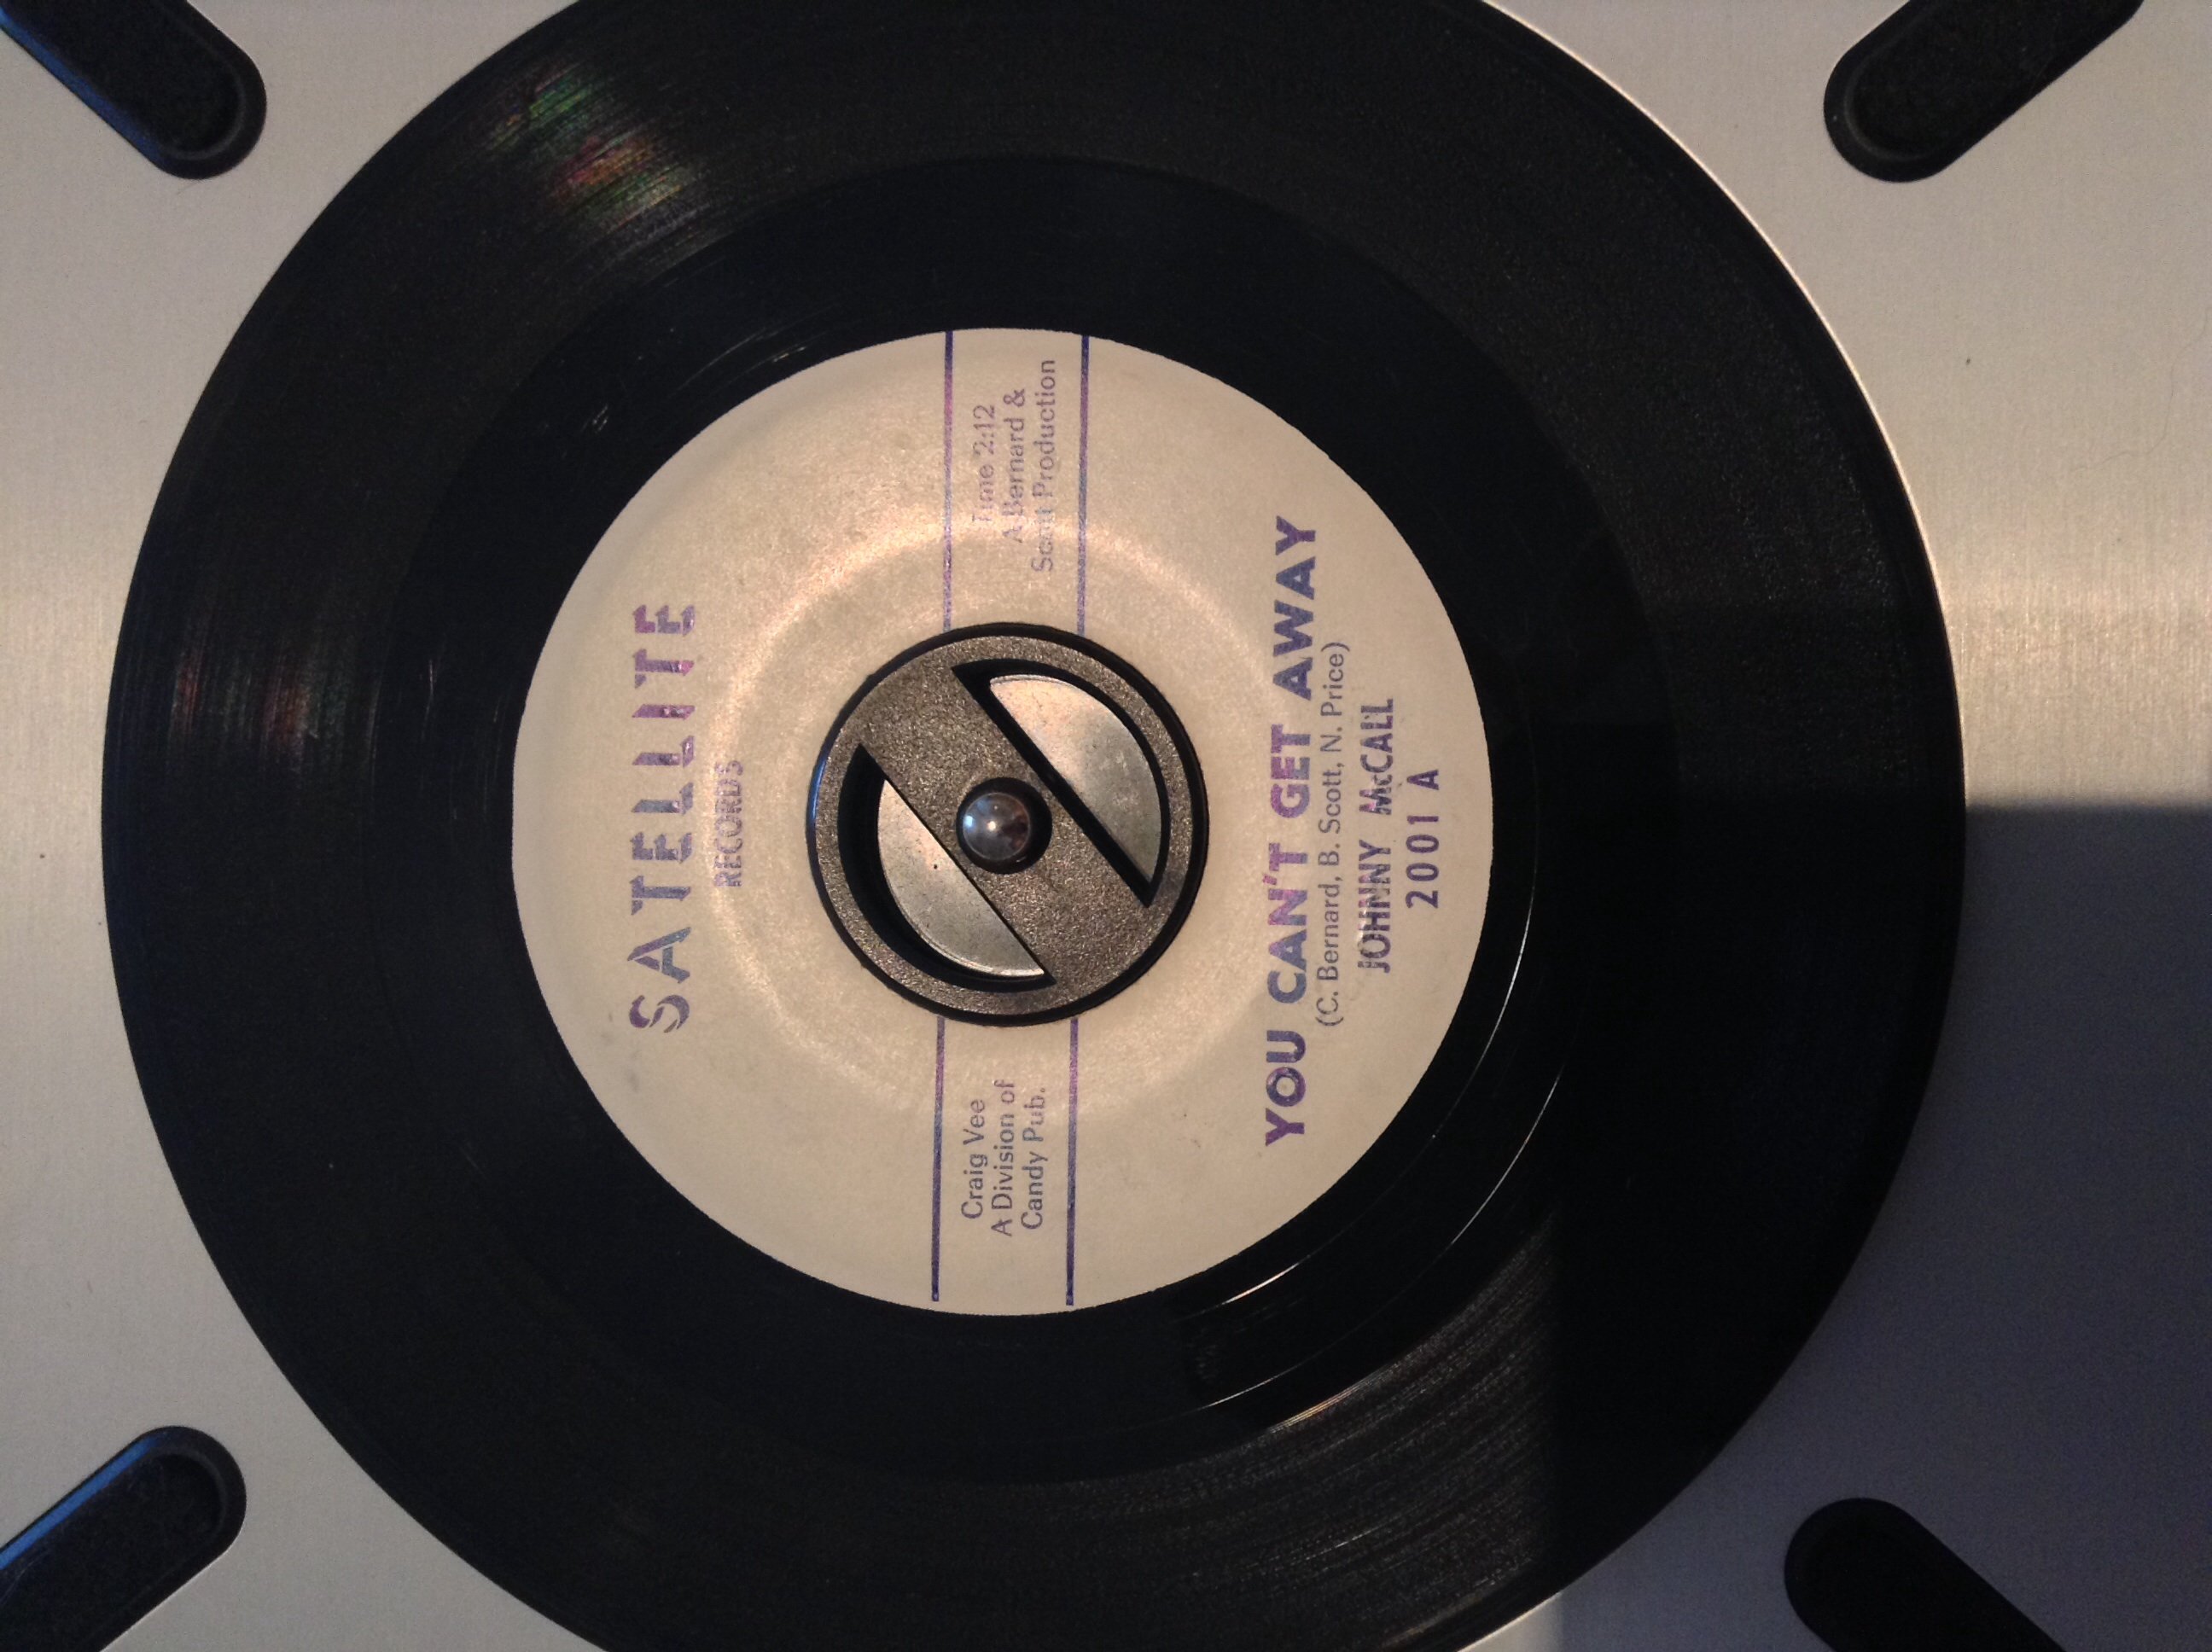 SATELLITE
RECORDS
Craig Vee
A Division of
Candy Pub.
Time 2:12
A Bernard &
Scott Production
YOU CAN'T GET AWAY
(C. Bernard, B. Scott, N. Price)
JOHNNY McCALL
2001 A